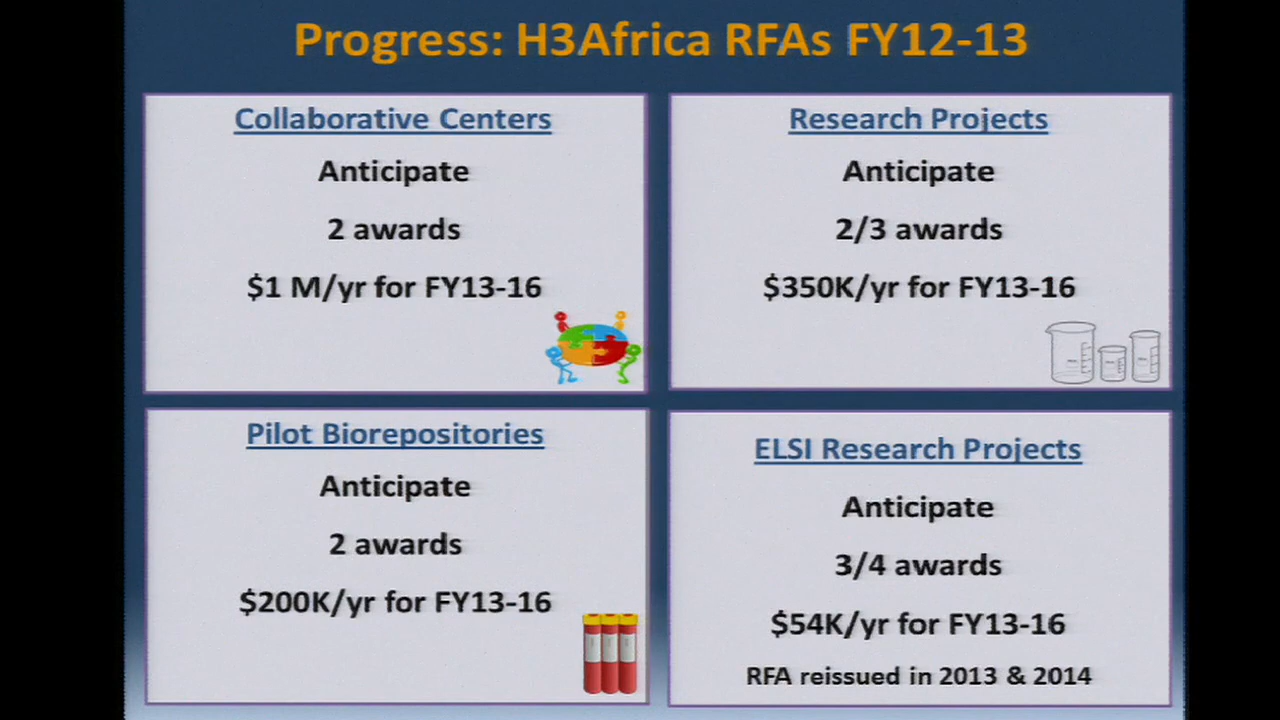 Progress: H3Africa RFAs FY12-13
Collaborative Centers
Anticipate
2 awards
$1 M/yr for FY13-16
Research Projects
Anticipate
2/3 awards
$350K/yr for FY13-16
Pilot Biorepositories
Anticipate
2 awards
$200K/yr for FY13-16
ELSI Research Projects
Anticipate
3/4 awards
$54K/yr for FY13-16
RFA reissued in 2013 & 2014